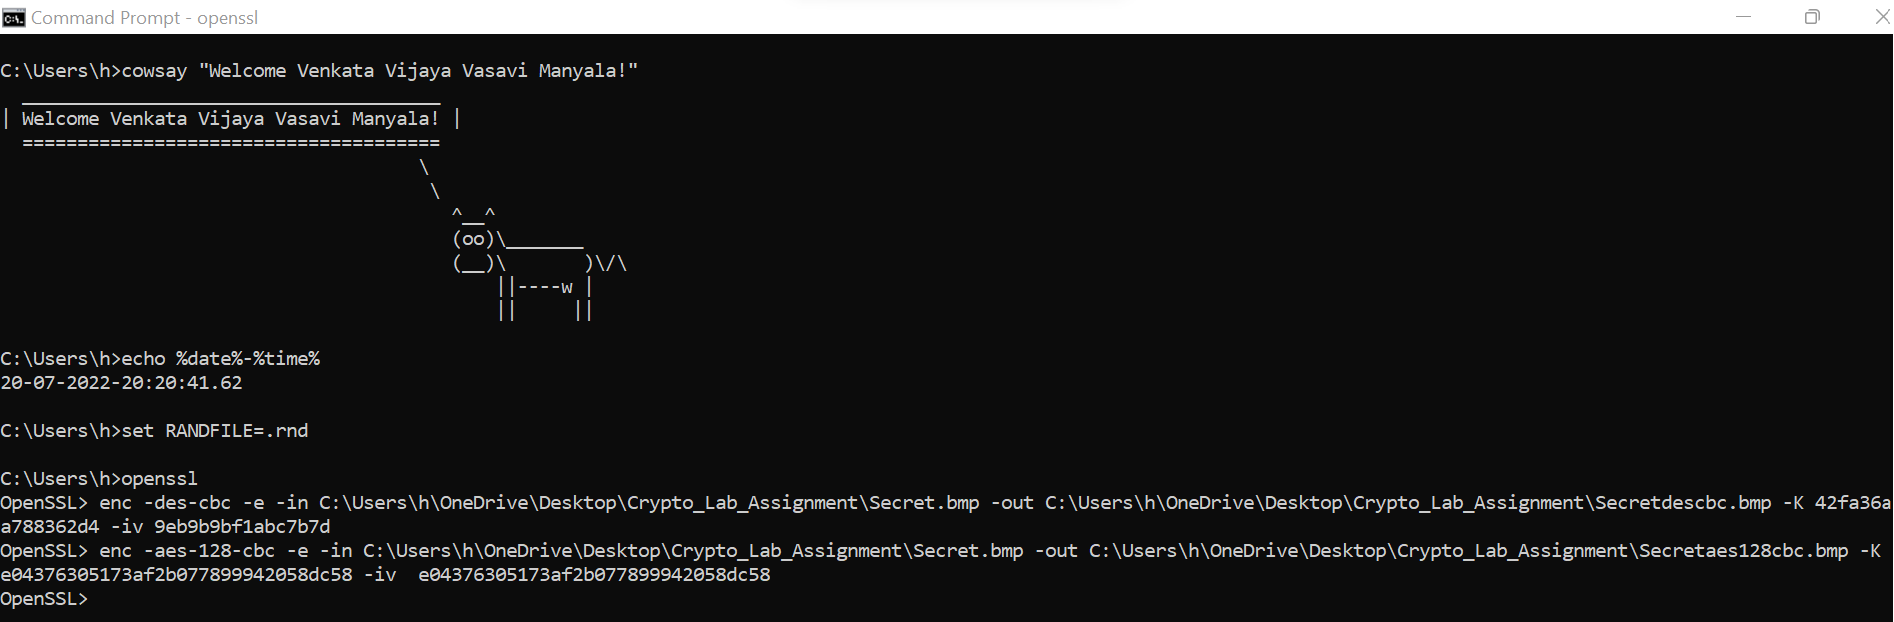 Command Prompt - openssl
C:\Users\h>cowsay "Welcome Venkata Vijaya Vasavi Manyala!"
  ______________________________________
| Welcome Venkata Vijaya Vasavi Manyala! |
  ======================================
                                      \
                                       \
                                         ^__^
                                         (oo)\_______
                                         (__)\       )\/\
                                             ||----w |
                                             ||     ||
C:\Users\h>echo %date%-%time%
20-07-2022-20:20:41.62
C:\Users\h>set RANDFILE=.rnd
C:\Users\h>openssl
OpenSSL> enc -des-cbc -e -in C:\Users\h\OneDrive\Desktop\Crypto_Lab_Assignment\Secret.bmp -out C:\Users\h\OneDrive\Desktop\Crypto_Lab_Assignment\Secretdescbc.bmp -K 42fa36a
a788362d4 -iv 9eb9b9bf1abc7b7d
OpenSSL> enc -aes-128-cbc -e -in C:\Users\h\OneDrive\Desktop\Crypto_Lab_Assignment\Secret.bmp -out C:\Users\h\OneDrive\Desktop\Crypto_Lab_Assignment\Secretaes128cbc.bmp -K
e04376305173af2b077899942058dc58 -iv  e04376305173af2b077899942058dc58
OpenSSL>